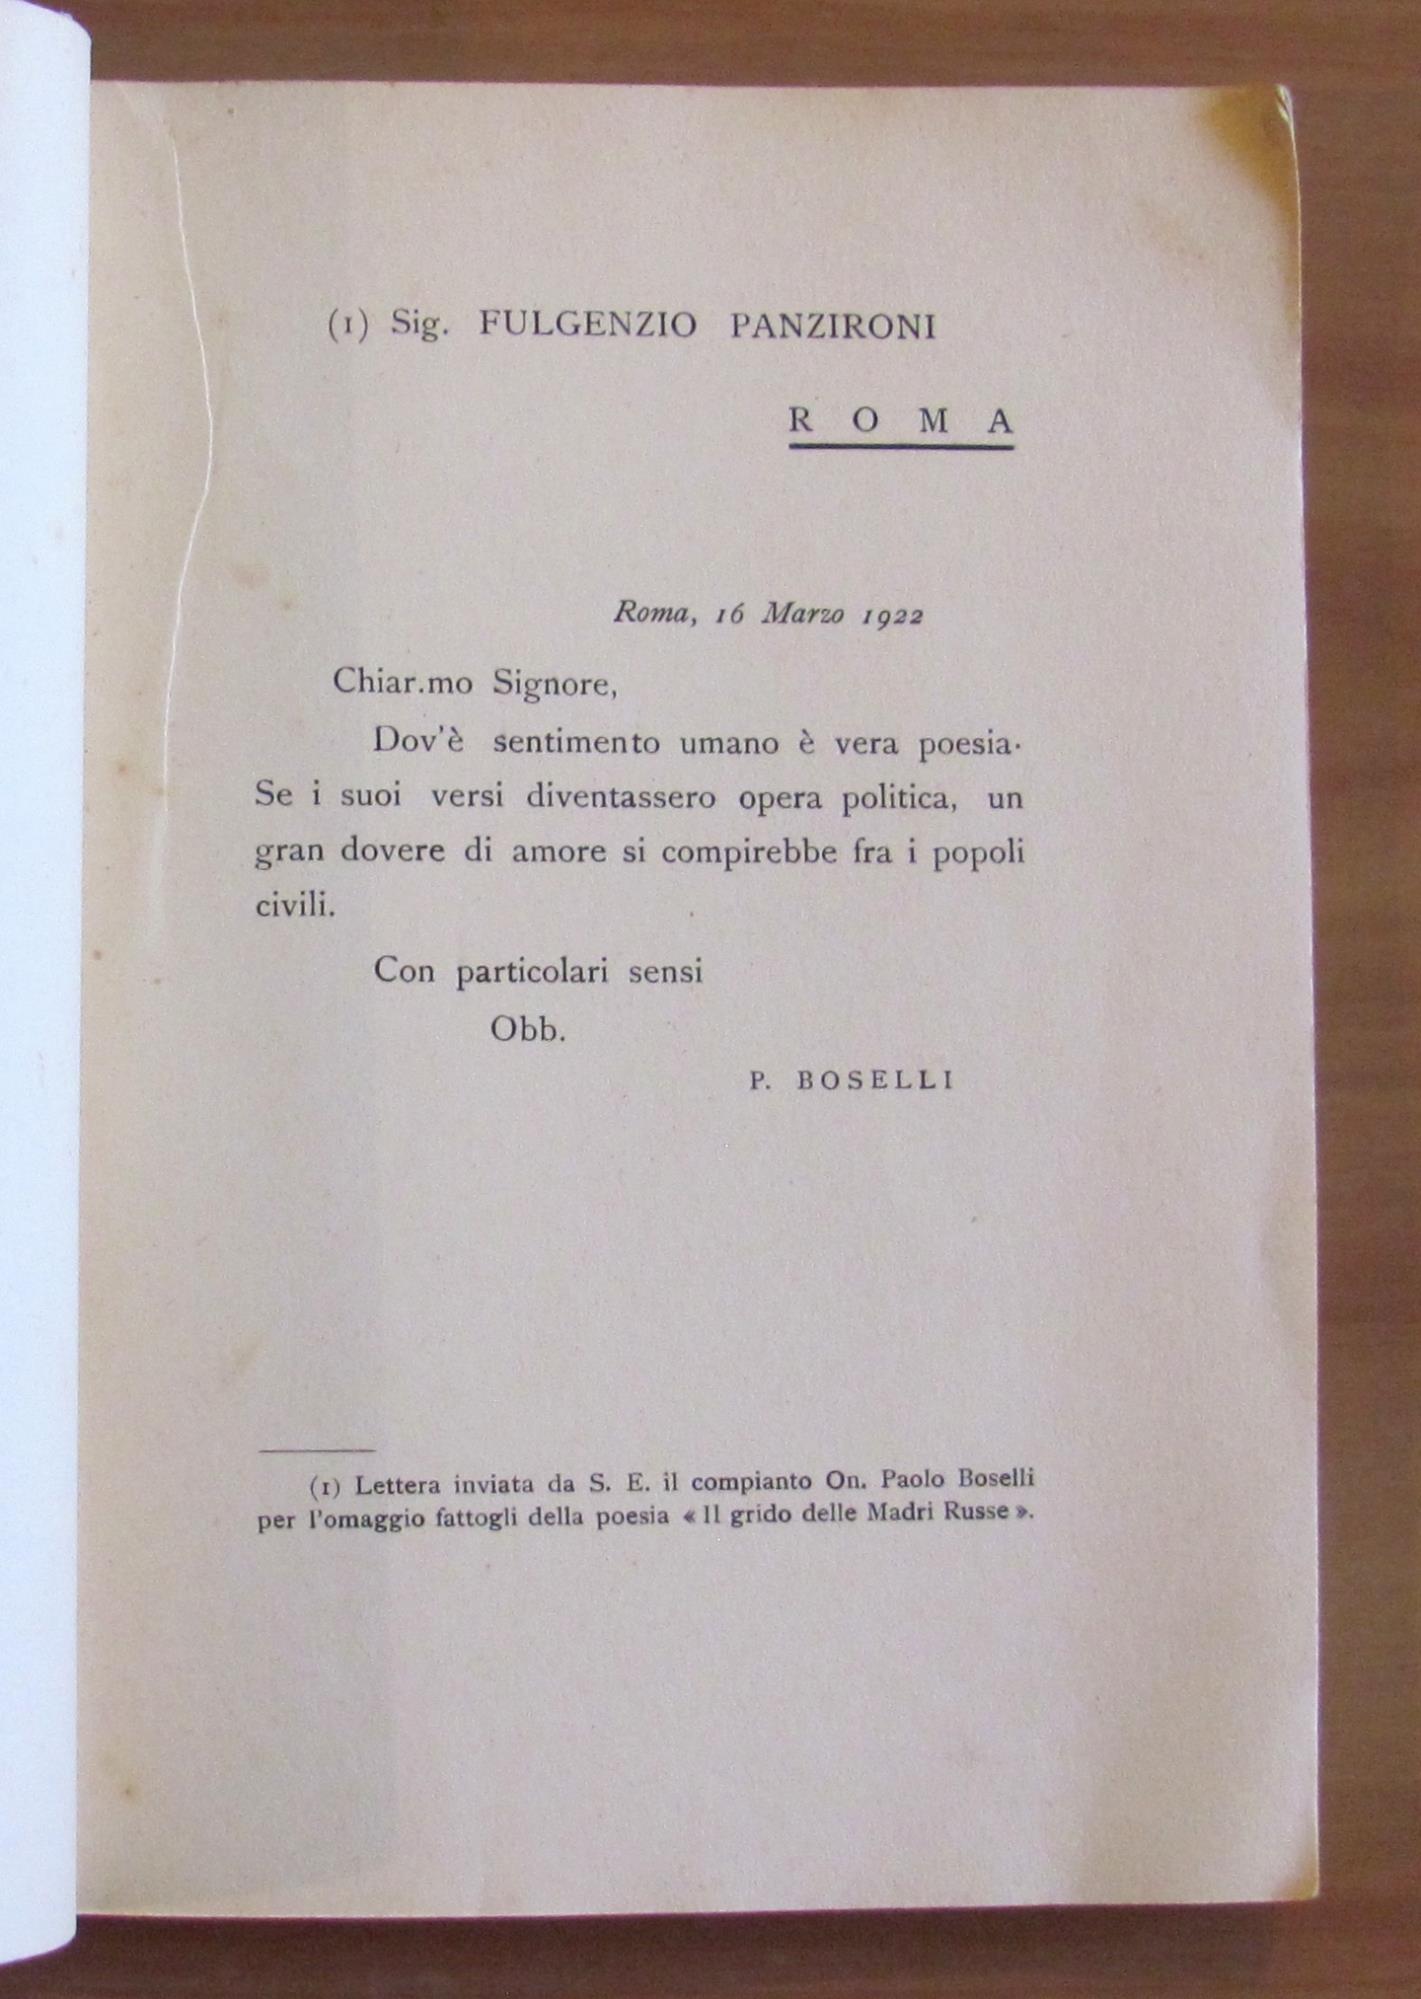 (1) Sig. FULGENZIO PANZIRONI
ROMA
Roma, 16 Marzo 1922
Chiar.mo Signore,
Dov'è sentimento umano è vera poesia.
Se i suoi versi diventassero opera politica, un
gran dovere di amore si compirebbe fra i popoli
civili.
Con particolari sensi
Obb.
P. BOSELLI
(1) Lettera inviata da S. E. il compianto On. Paolo Boselli
per l'omaggio fattogli della poesia « Il grido delle Madri Russe ».